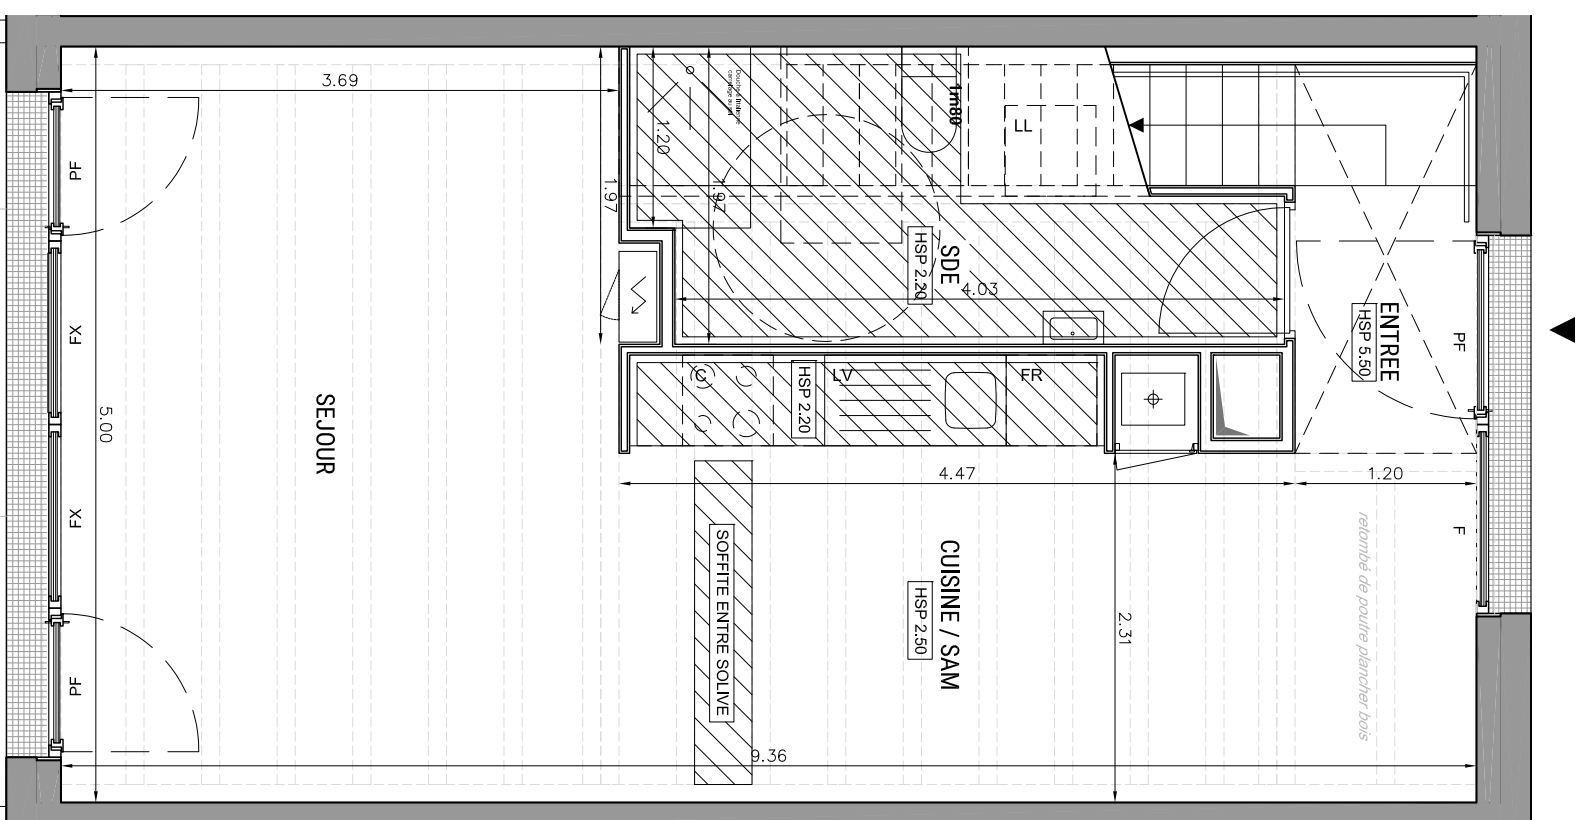 3.69
PF
FX
5.00
FX
PF
SEJOUR
1.20
1.97
1.97
Douche à l'italienne
1m80
LL
SDE
HSP 2.20
4.03
ENTREE
HSP 5.50
PF
C
HSP 2.20
LV
FR
4.47
1.20
F
SOFFITE ENTRE SOLIVE
CUISINE / SAM
HSP 2.50
2.31
retombé de poutre plancher bois
9.36